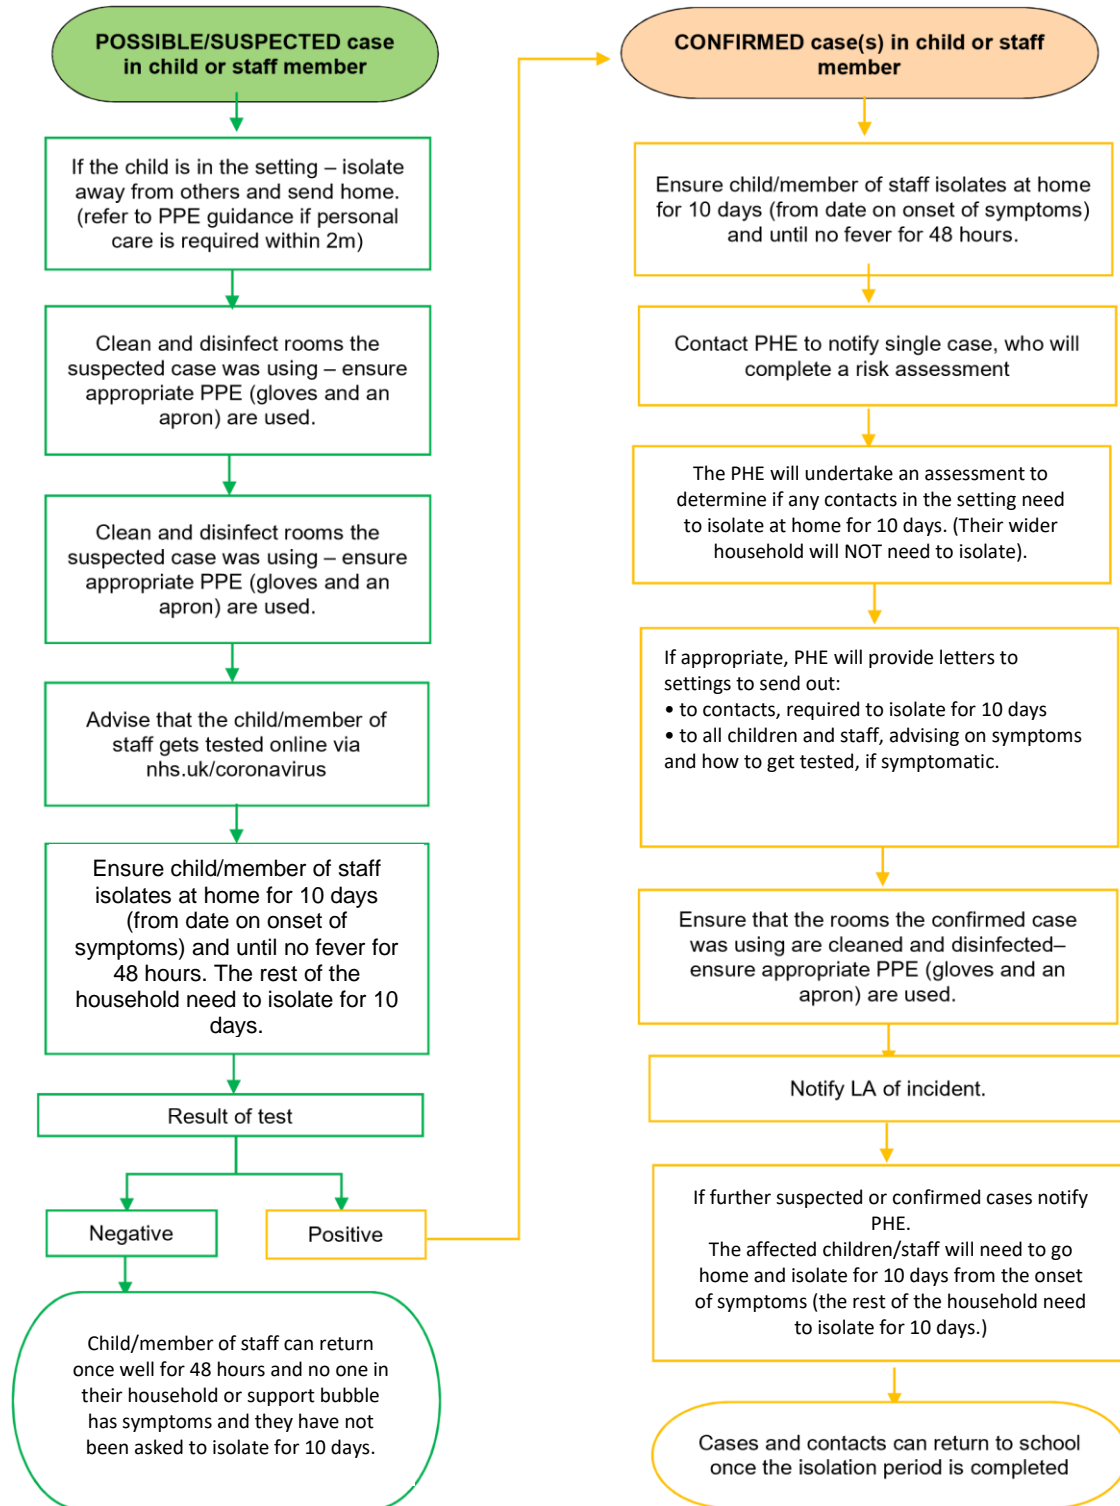 POSSIBLE/SUSPECTED case
in child or staff member
If the child is in the setting – isolate
away from others and send home.
(refer to PPE guidance if personal
care is required within 2m)
Clean and disinfect rooms the
suspected case was using – ensure
appropriate PPE (gloves and an
apron) are used.
Clean and disinfect rooms the
suspected case was using – ensure
appropriate PPE (gloves and an
apron) are used.
Advise that the child/member of
staff gets tested online via
nhs.uk/coronavirus
Ensure child/member of staff
isolates at home for 10 days
(from date on onset of
symptoms) and until no fever for
48 hours. The rest of the
household need to isolate for 10
days.
Result of test
Negative
Positive
Child/member of staff can return
once well for 48 hours and no one in
their household or support bubble
has symptoms and they have not
been asked to isolate for 10 days.
CONFIRMED case(s) in child or staff
member
Ensure child/member of staff isolates at home
for 10 days (from date on onset of symptoms)
and until no fever for 48 hours.
Contact PHE to notify single case, who will
complete a risk assessment
The PHE will undertake an assessment to
determine if any contacts in the setting need
to isolate at home for 10 days. (Their wider
household will NOT need to isolate).
If appropriate, PHE will provide letters to
settings to send out:
• to contacts, required to isolate for 10 days
• to all children and staff, advising on symptoms
and how to get tested, if symptomatic.
Ensure that the rooms the confirmed case
was using are cleaned and disinfected–
ensure appropriate PPE (gloves and an
apron) are used.
Notify LA of incident.
If further suspected or confirmed cases notify
PHE.
The affected children/staff will need to go
home and isolate for 10 days from the onset
of symptoms (the rest of the household need
to isolate for 10 days.)
Cases and contacts can return to school
once the isolation period is completed